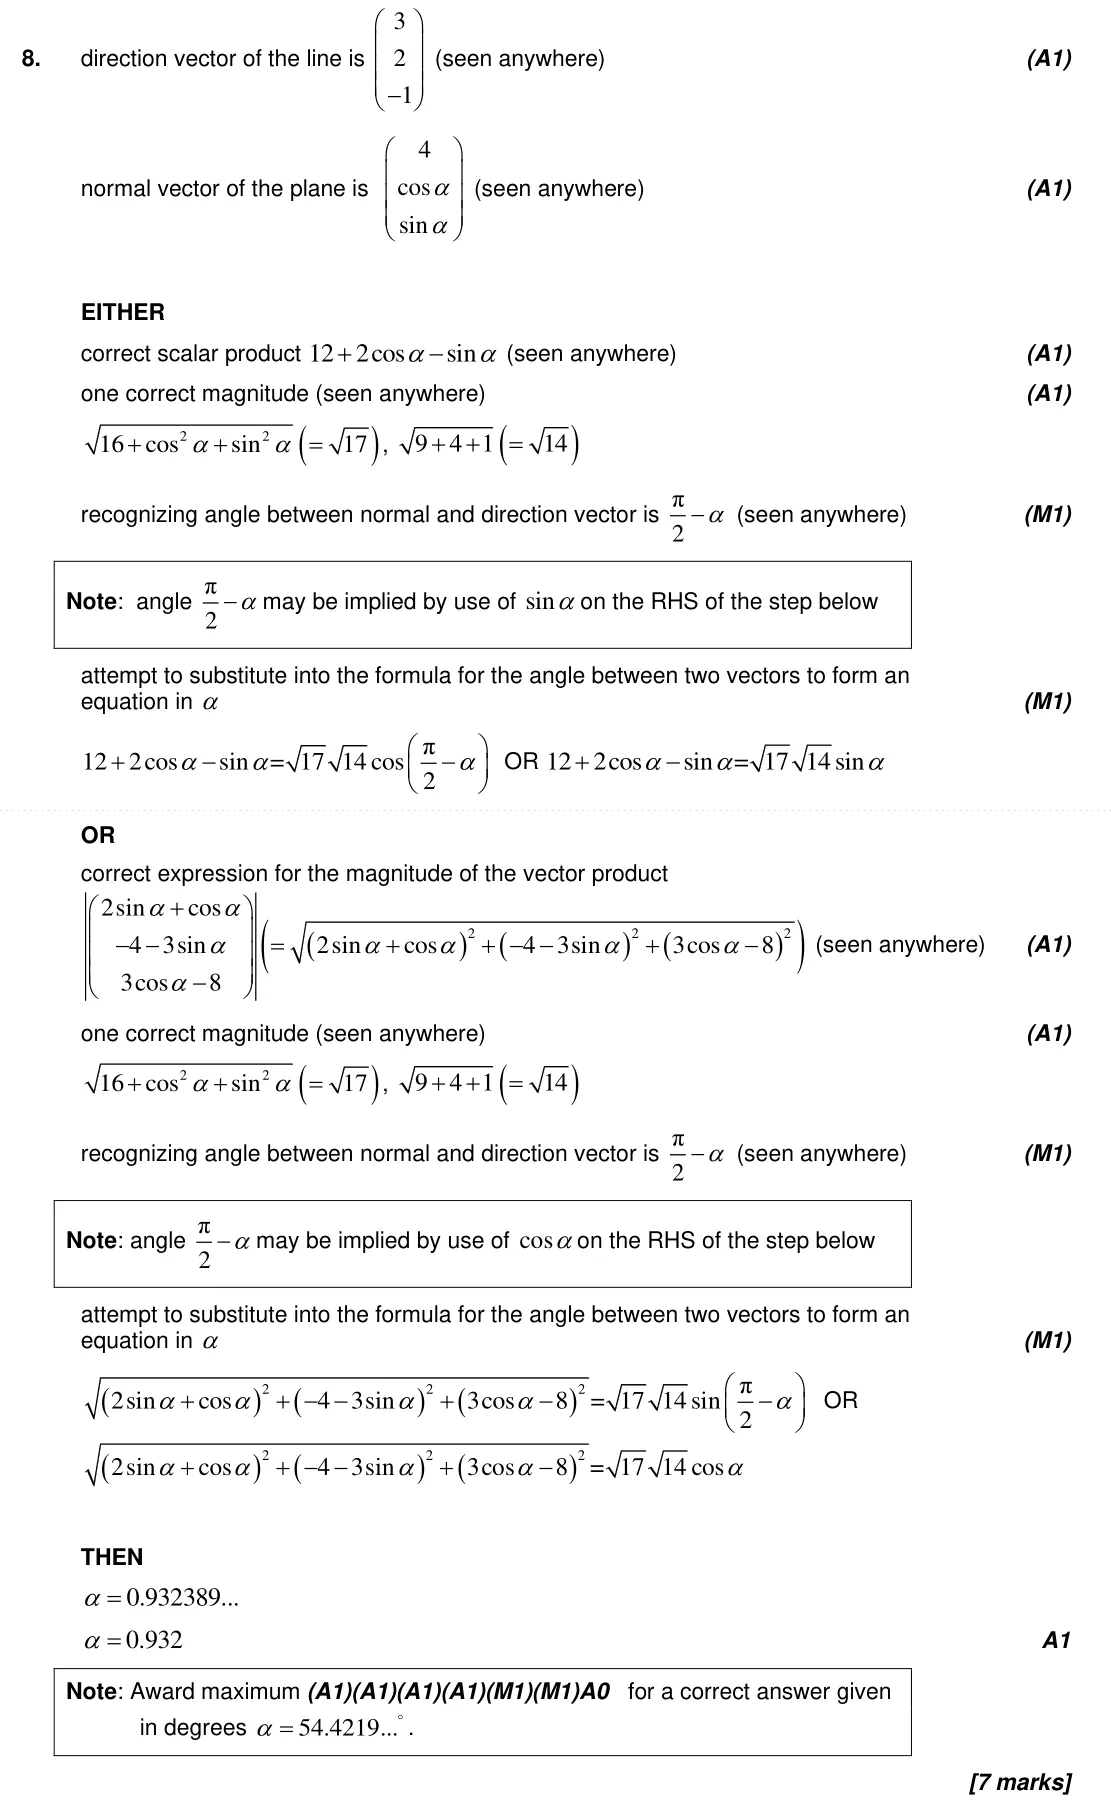 8. direction vector of the line is (3 2 −1) (seen anywhere) (A1)
normal vector of the plane is (4 cos α sin α) (seen anywhere) (A1)
EITHER
correct scalar product 12 + 2cos α − sin α (seen anywhere) (A1)
one correct magnitude (seen anywhere) (A1)
√(16 + cos² α + sin² α) (= √17), √(9 + 4 + 1) (= √14)
recognizing angle between normal and direction vector is π/2 − α (seen anywhere) (M1)
Note: angle π/2 − α may be implied by use of sin α on the RHS of the step below
attempt to substitute into the formula for the angle between two vectors to form an
equation in α (M1)
12 + 2cos α − sin α = √17 √14 cos(π/2 − α) OR 12 + 2cos α − sin α = √17 √14 sin α
OR
correct expression for the magnitude of the vector product
|(2sin α + cos α −4 − 3sin α 3cos α − 8)| (= √((2sin α + cos α)² + (−4 − 3sin α)² + (3cos α − 8)²)) (seen anywhere) (A1)
one correct magnitude (seen anywhere) (A1)
√(16 + cos² α + sin² α) (= √17), √(9 + 4 + 1) (= √14)
recognizing angle between normal and direction vector is π/2 − α (seen anywhere) (M1)
Note: angle π/2 − α may be implied by use of cos α on the RHS of the step below
attempt to substitute into the formula for the angle between two vectors to form an
equation in α (M1)
√((2sin α + cos α)² + (−4 − 3sin α)² + (3cos α − 8)²) = √17 √14 sin(π/2 − α) OR
√((2sin α + cos α)² + (−4 − 3sin α)² + (3cos α − 8)²) = √17 √14 cos α
THEN
α = 0.932389...
α = 0.932 A1
Note: Award maximum (A1)(A1)(A1)(A1)(M1)(M1)A0 for a correct answer given
in degrees α = 54.4219...° .
[7 marks]